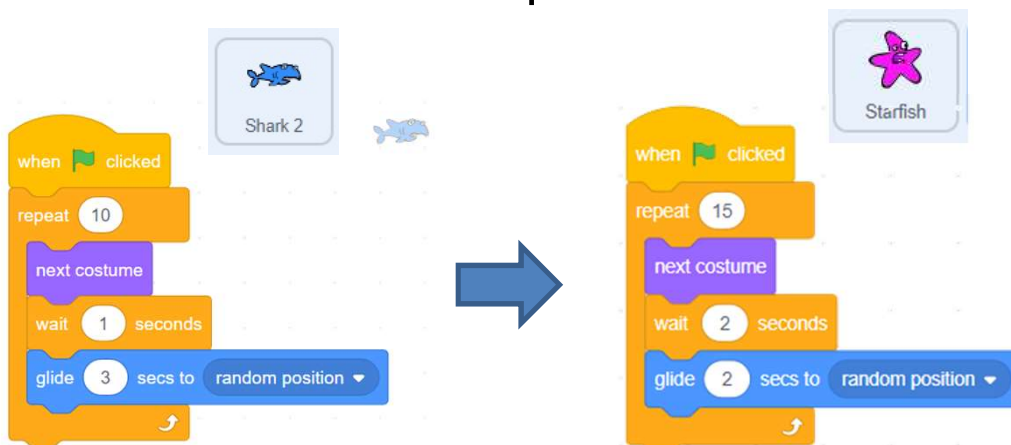 Shark 2
when clicked
repeat 10
next costume
wait 1 seconds
glide 3 secs to random position
Starfish
when clicked
repeat 15
next costume
wait 2 seconds
glide 2 secs to random position